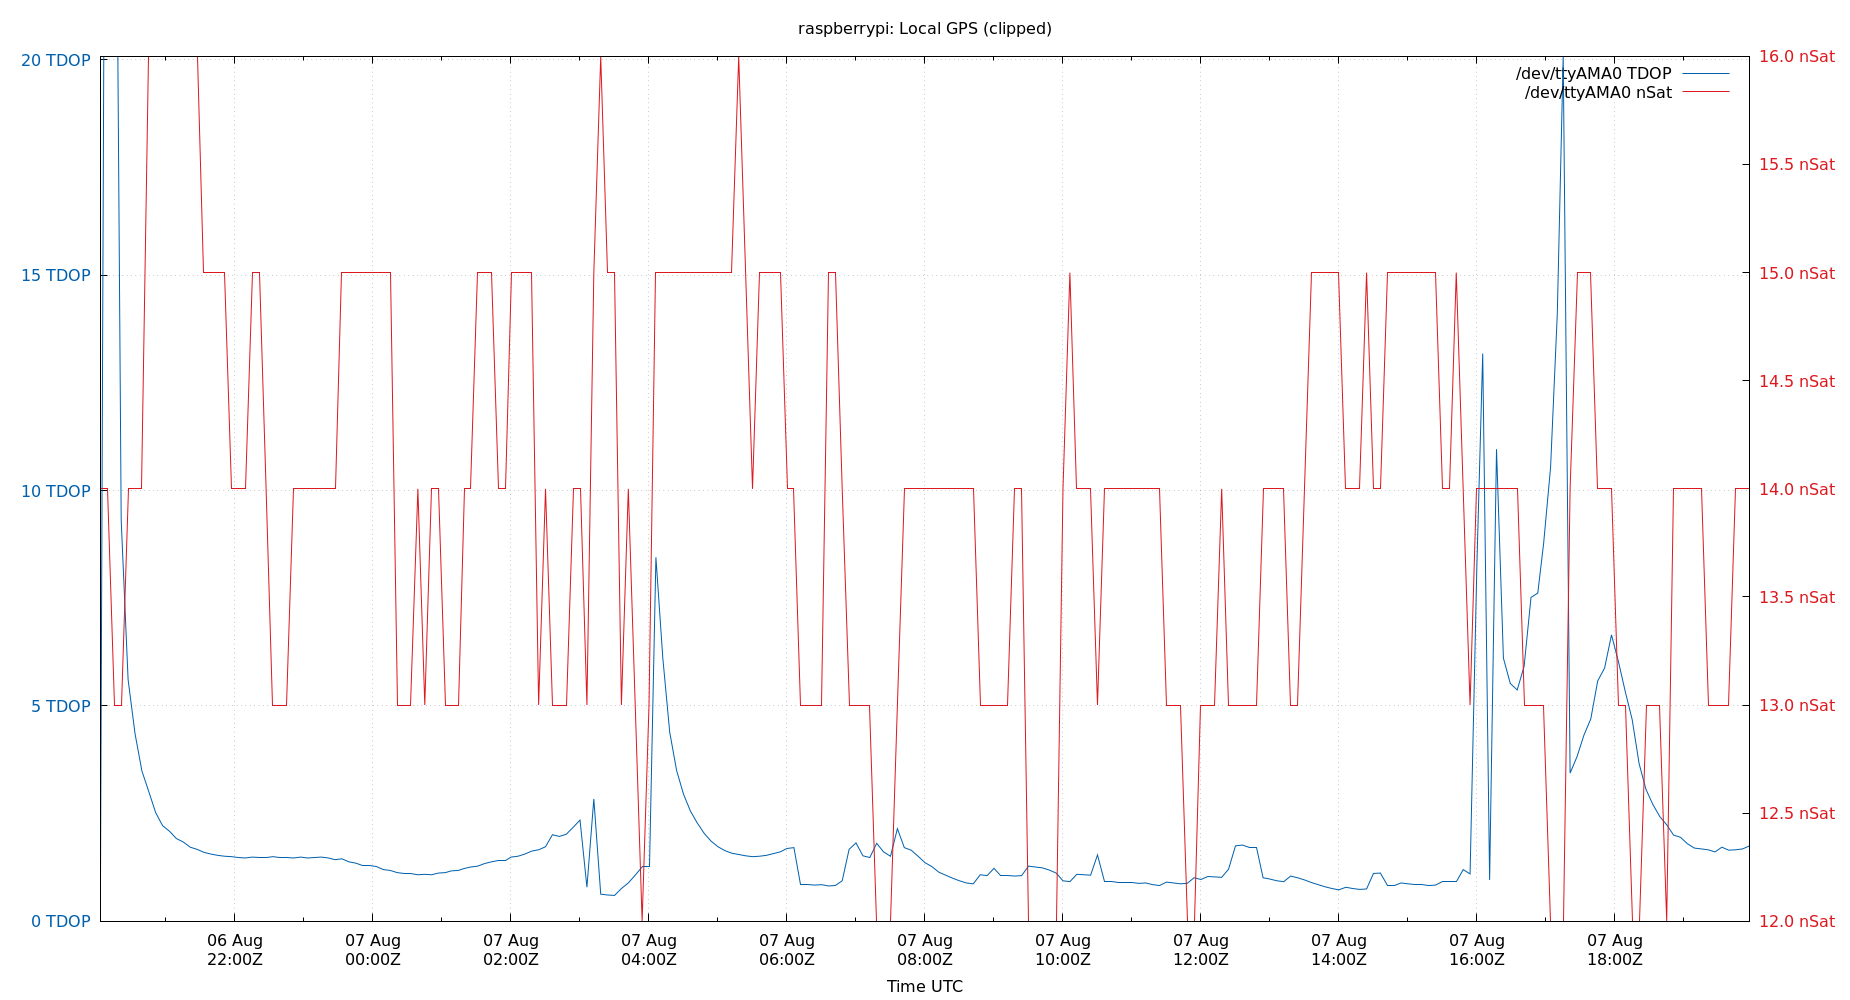 raspberrypi: Local GPS (clipped)
20 TDOP
15 TDOP
10 TDOP
5 TDOP
0 TDOP
16.0 nSat
15.5 nSat
15.0 nSat
14.5 nSat
14.0 nSat
13.5 nSat
13.0 nSat
12.5 nSat
12.0 nSat
/dev/ttyAMA0 TDOP
/dev/ttyAMA0 nSat
06 Aug
22:00Z
07 Aug
00:00Z
07 Aug
02:00Z
07 Aug
04:00Z
07 Aug
06:00Z
07 Aug
08:00Z
07 Aug
10:00Z
07 Aug
12:00Z
07 Aug
14:00Z
07 Aug
16:00Z
07 Aug
18:00Z
Time UTC